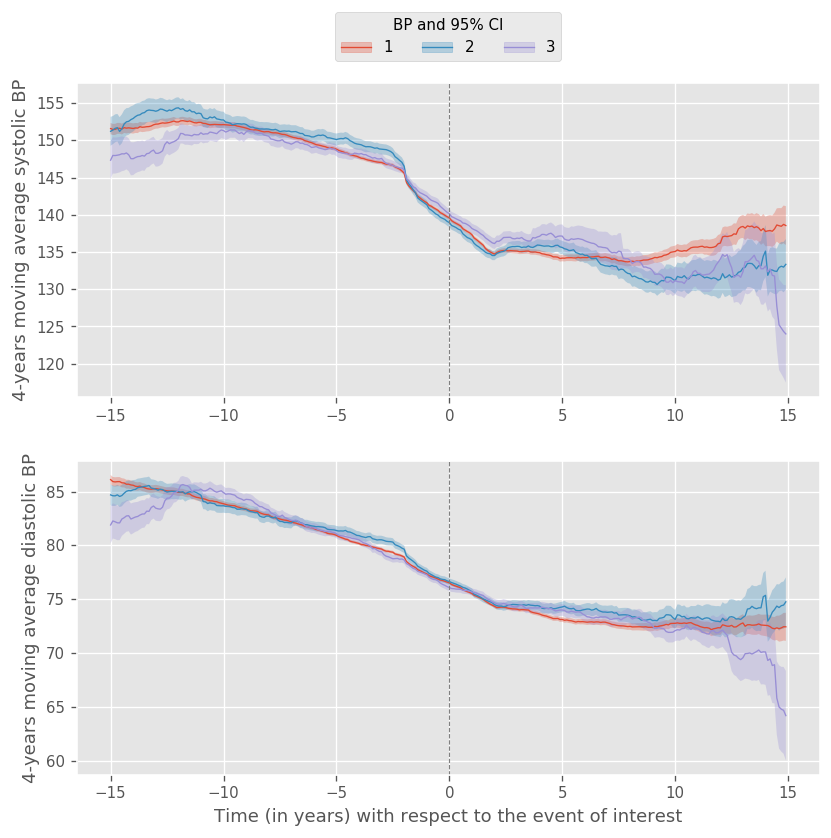 BP and 95% CI
1 2 3
4-years moving average systolic BP
155
150
145
140
135
130
125
120
−15 −10 −5 0 5 10 15
4-years moving average diastolic BP
85
80
75
70
65
60
−15 −10 −5 0 5 10 15
Time (in years) with respect to the event of interest